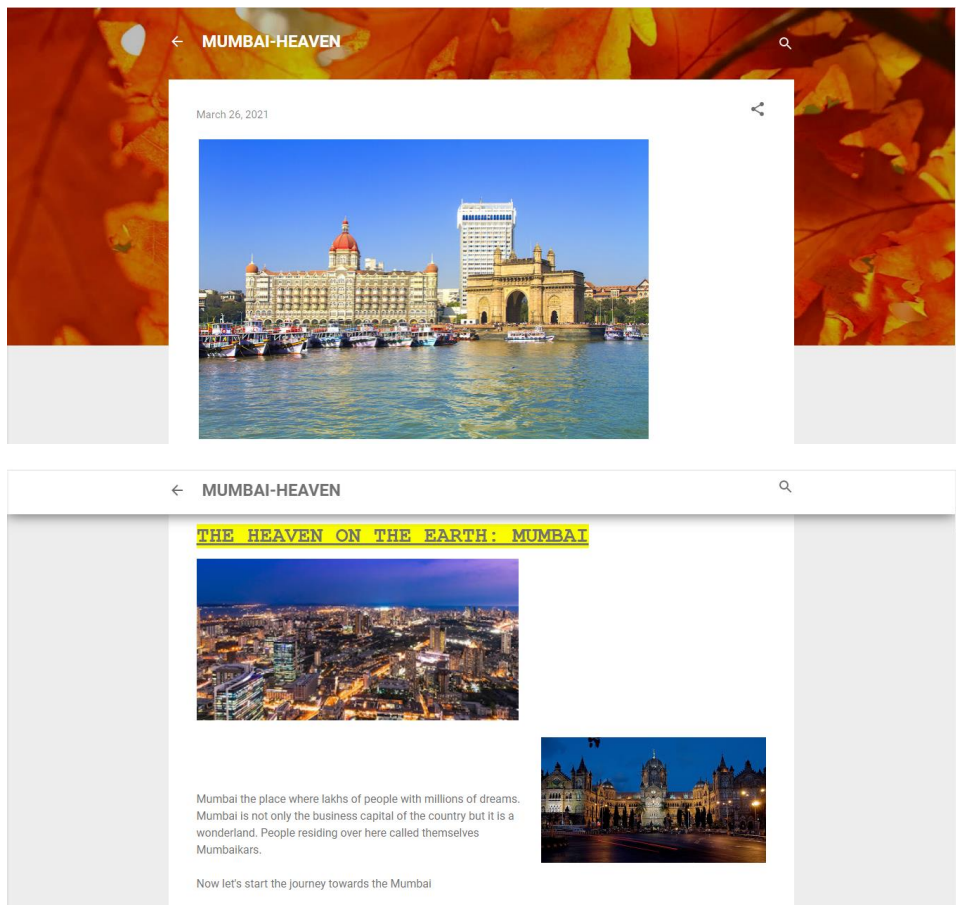 MUMBAI-HEAVEN
March 26, 2021
MUMBAI-HEAVEN
THE HEAVEN ON THE EARTH: MUMBAI
Mumbai the place where lakhs of people with millions of dreams.
Mumbai is not only the business capital of the country but it is a
wonderland. People residing over here called themselves
Mumbaikars.
Now let's start the journey towards the Mumbai